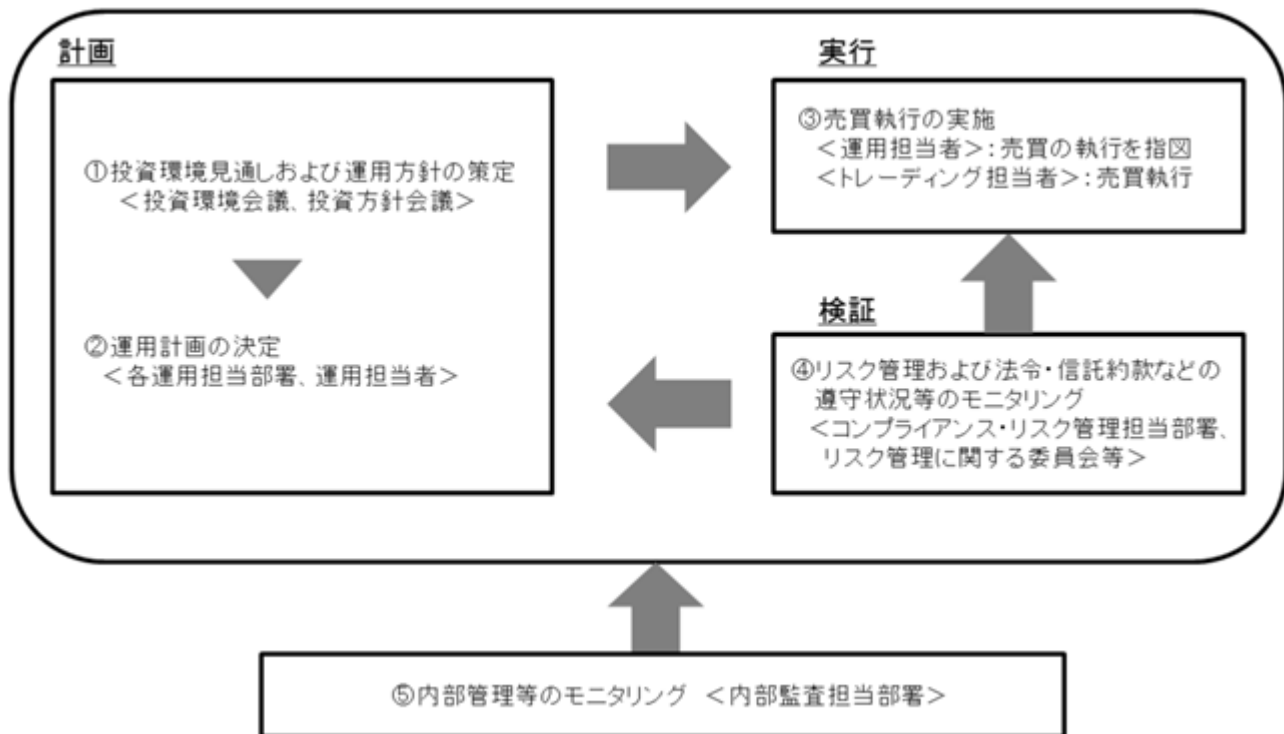 計画
①投資環境見通しおよび運用方針の策定
＜投資環境会議、投資方針会議＞
②運用計画の決定
＜各運用担当部署、運用担当者＞
実行
③売買執行の実施
＜運用担当者＞：売買の執行を指図
＜トレーディング担当者＞：売買執行
検証
④リスク管理および法令・信託約款などの
遵守状況等のモニタリング
＜コンプライアンス・リスク管理担当部署、
リスク管理に関する委員会等＞
⑤内部管理等のモニタリング ＜内部監査担当部署＞